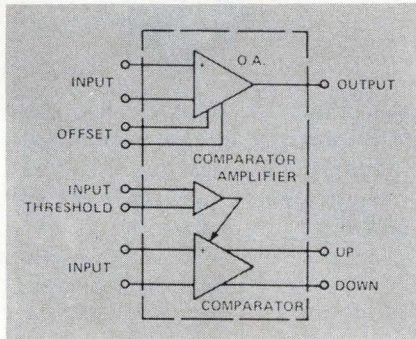 O.A.
INPUT
OUTPUT
OFFSET
COMPARATOR
AMPLIFIER
INPUT
THRESHOLD
INPUT
UP
DOWN
COMPARATOR
+
+